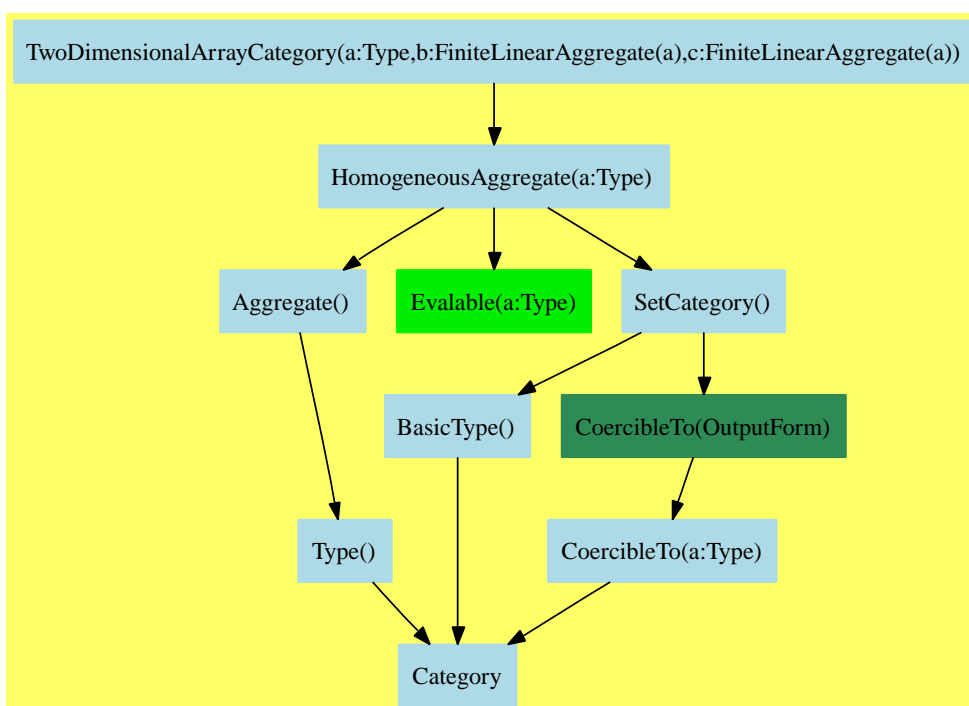 TwoDimensionalArrayCategory(a:Type,b:FiniteLinearAggregate(a),c:FiniteLinearAggregate(a))
HomogeneousAggregate(a:Type)
Aggregate()
Evalable(a:Type)
SetCategory()
BasicType()
CoercibleTo(OutputForm)
Type()
CoercibleTo(a:Type)
Category